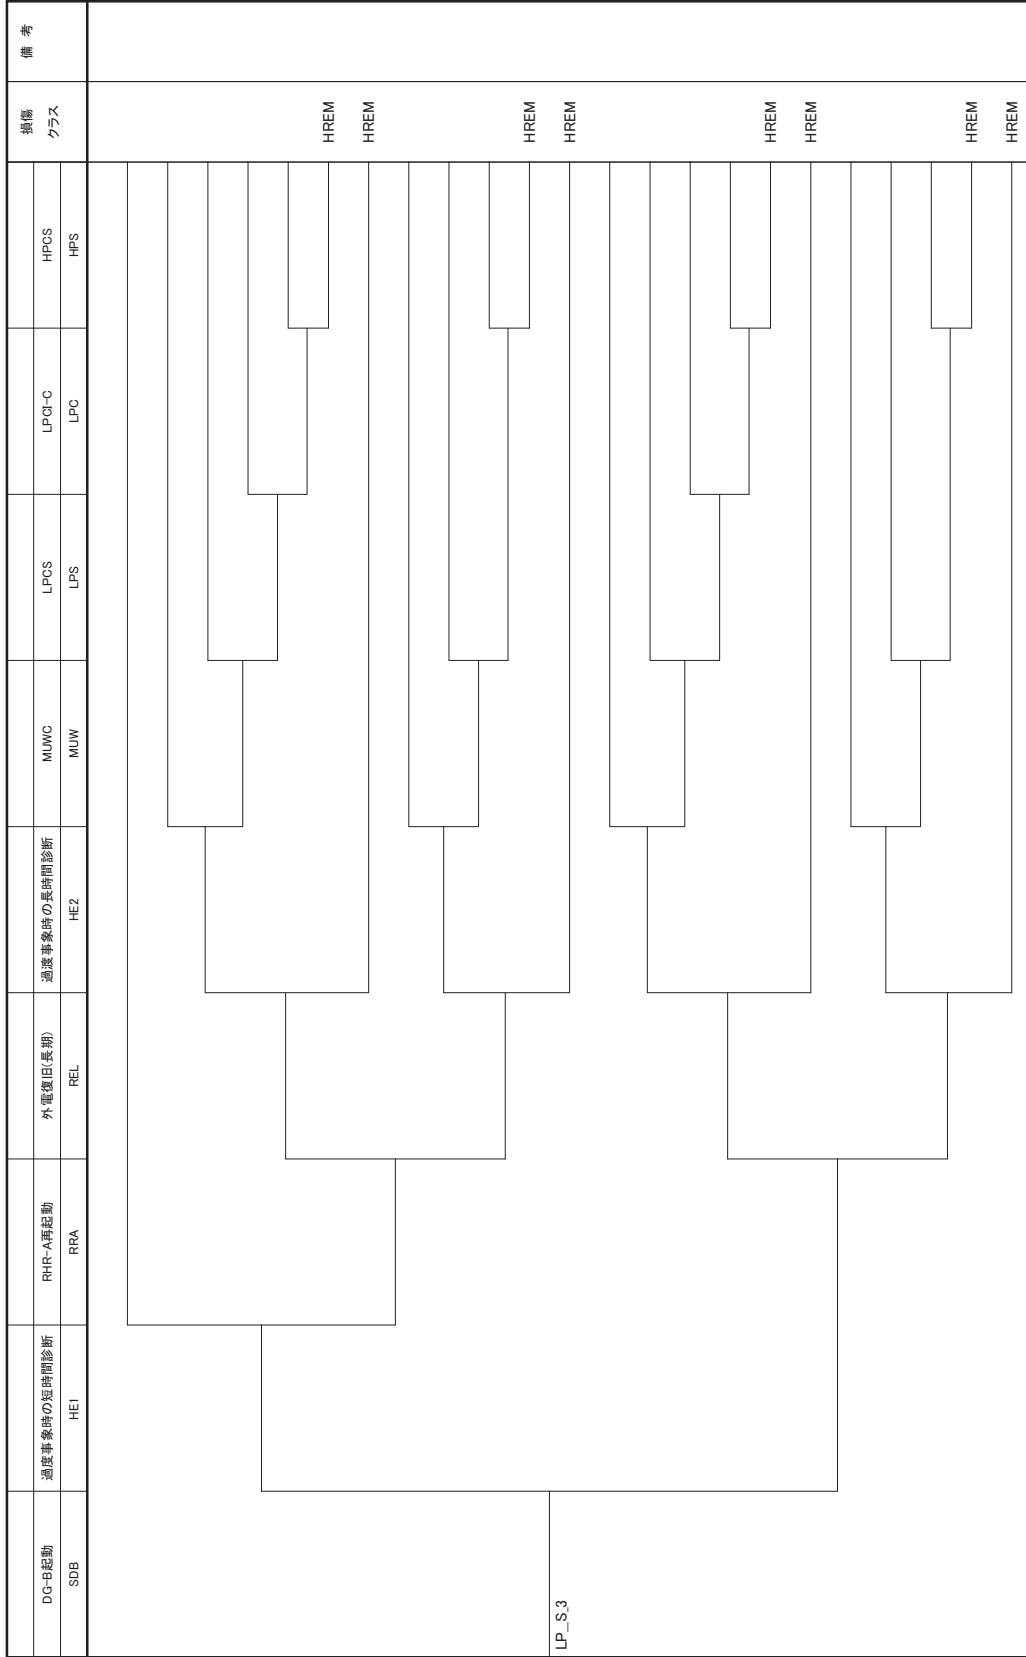 DG-B起動
過度事象時の短時間診断
RHR-A再起動
外電復旧(長期)
過渡事象時の長時間診断
MUWC
LPCS
LPCI-C
HPCS
損傷
クラス
備 考
SDB
HE1
RRA
REL
HE2
MUW
LPS
LPC
HPS
HREM
HREM
HREM
HREM
HREM
HREM
HREM
HREM
LP_S_3